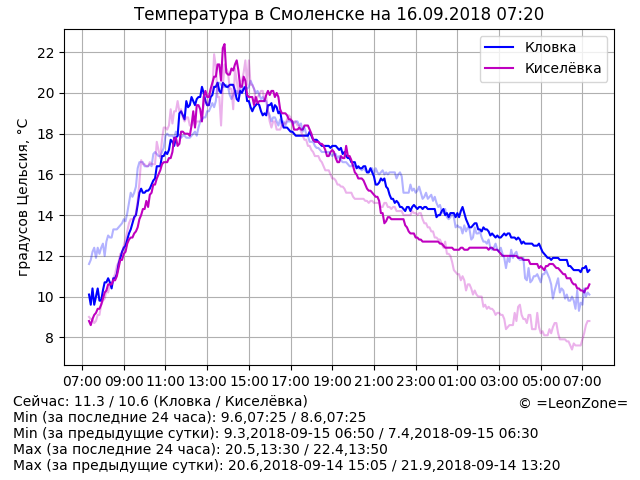 Температура в Смоленске на 16.09.2018 07:20
Кловка
Киселёвка
градусов Цельсия, °C
22
20
18
16
14
12
10
8
07:00 09:00 11:00 13:00 15:00 17:00 19:00 21:00 23:00 01:00 03:00 05:00 07:00
Сейчас: 11.3 / 10.6 (Кловка / Киселёвка)
© =LeonZone=
Min (за последние 24 часа): 9.6,07:25 / 8.6,07:25
Min (за предыдущие сутки): 9.3,2018-09-15 06:50 / 7.4,2018-09-15 06:30
Max (за последние 24 часа): 20.5,13:30 / 22.4,13:50
Max (за предыдущие сутки): 20.6,2018-09-14 15:05 / 21.9,2018-09-14 13:20